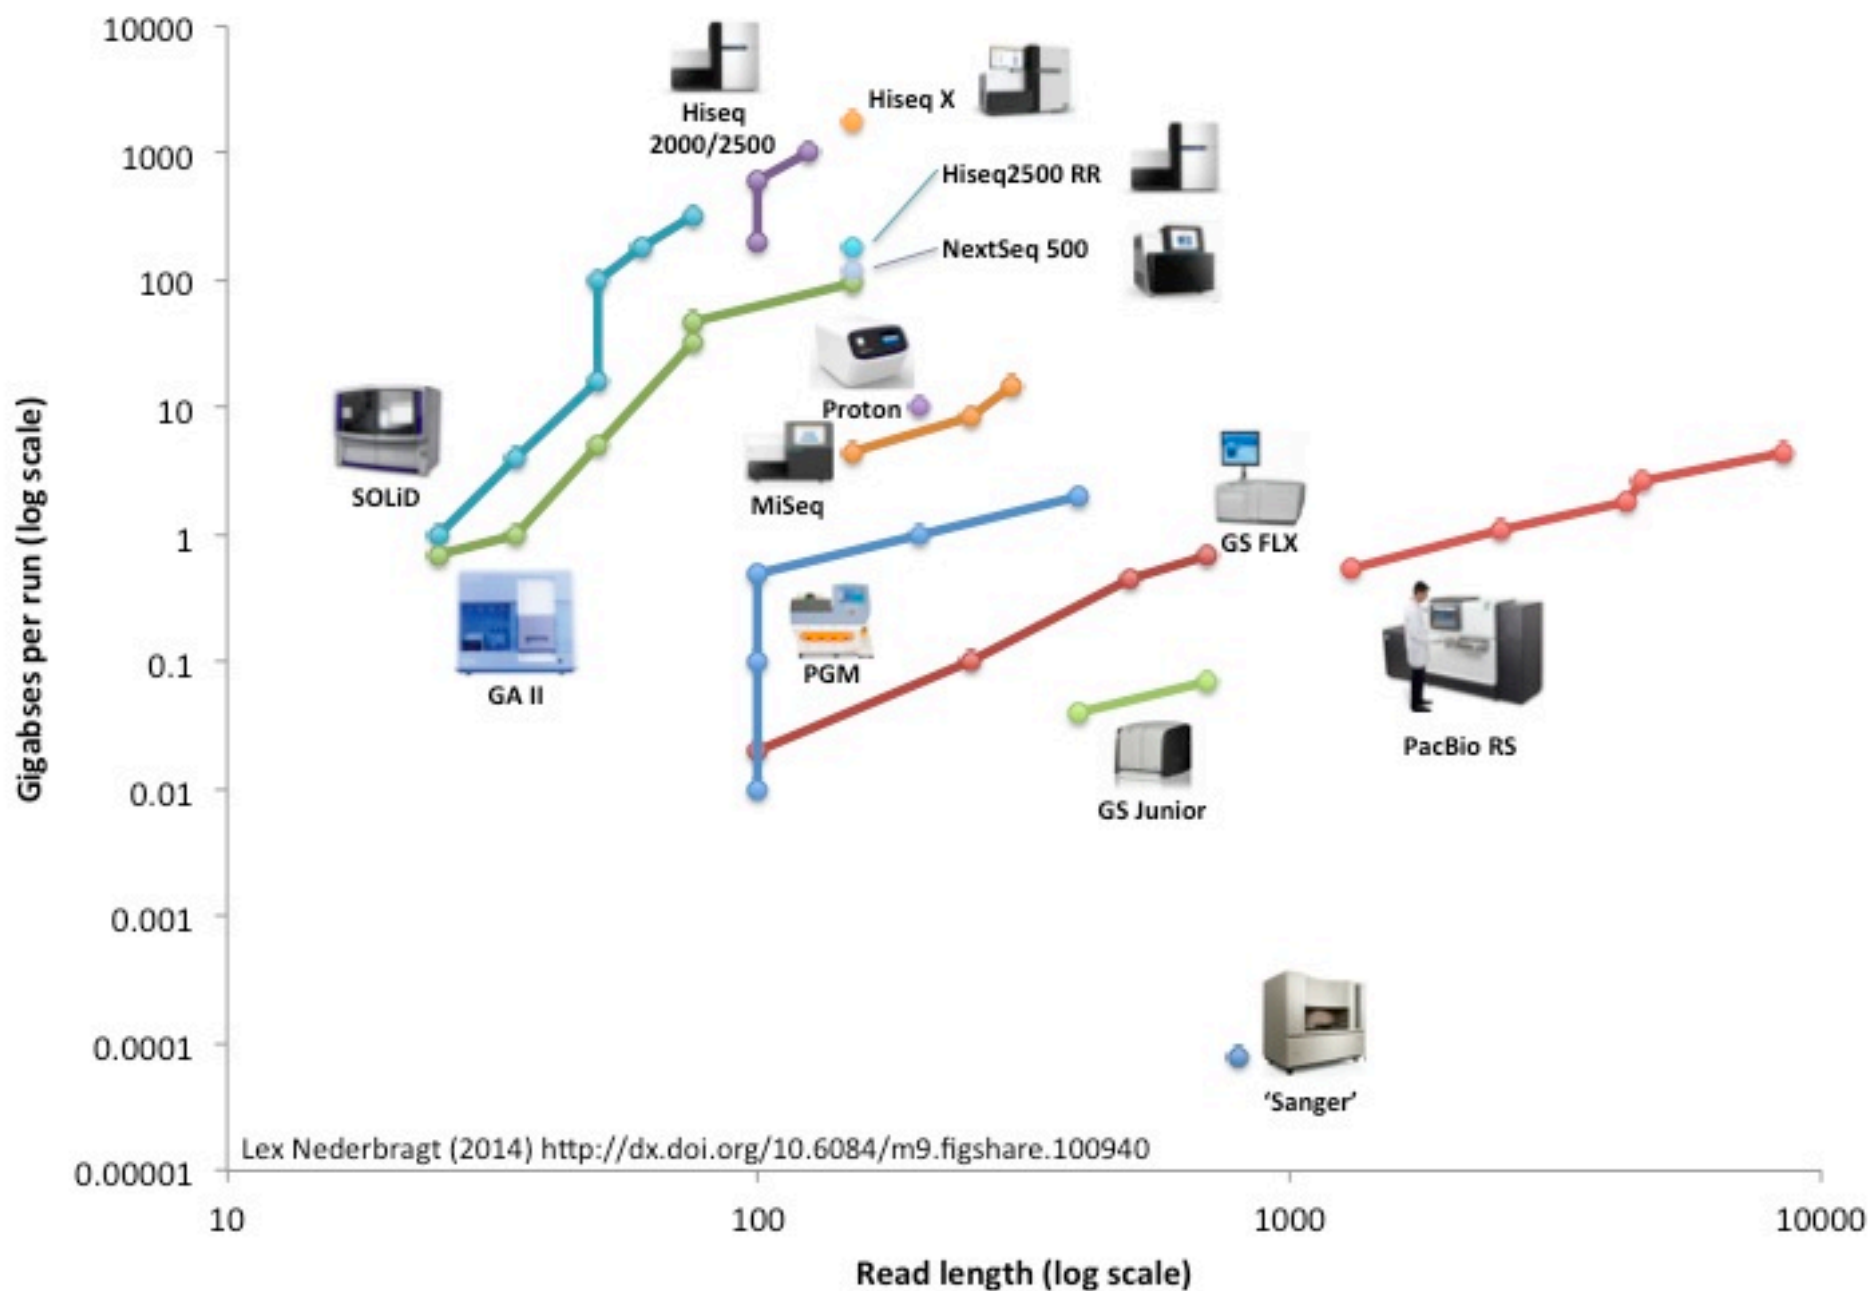 10000
1000
100
10
1
0.1
0.01
0.001
0.0001
0.00001
Gigabses per run (log scale)
Hiseq
2000/2500
Hiseq X
Hiseq2500 RR
NextSeq 500
Proton
SOLiD
MiSeq
GS FLX
GA II
PGM
PacBio RS
GS Junior
‘Sanger’
Lex Nederbragt (2014) http://dx.doi.org/10.6084/m9.figshare.100940
10
100
1000
10000
Read length (log scale)